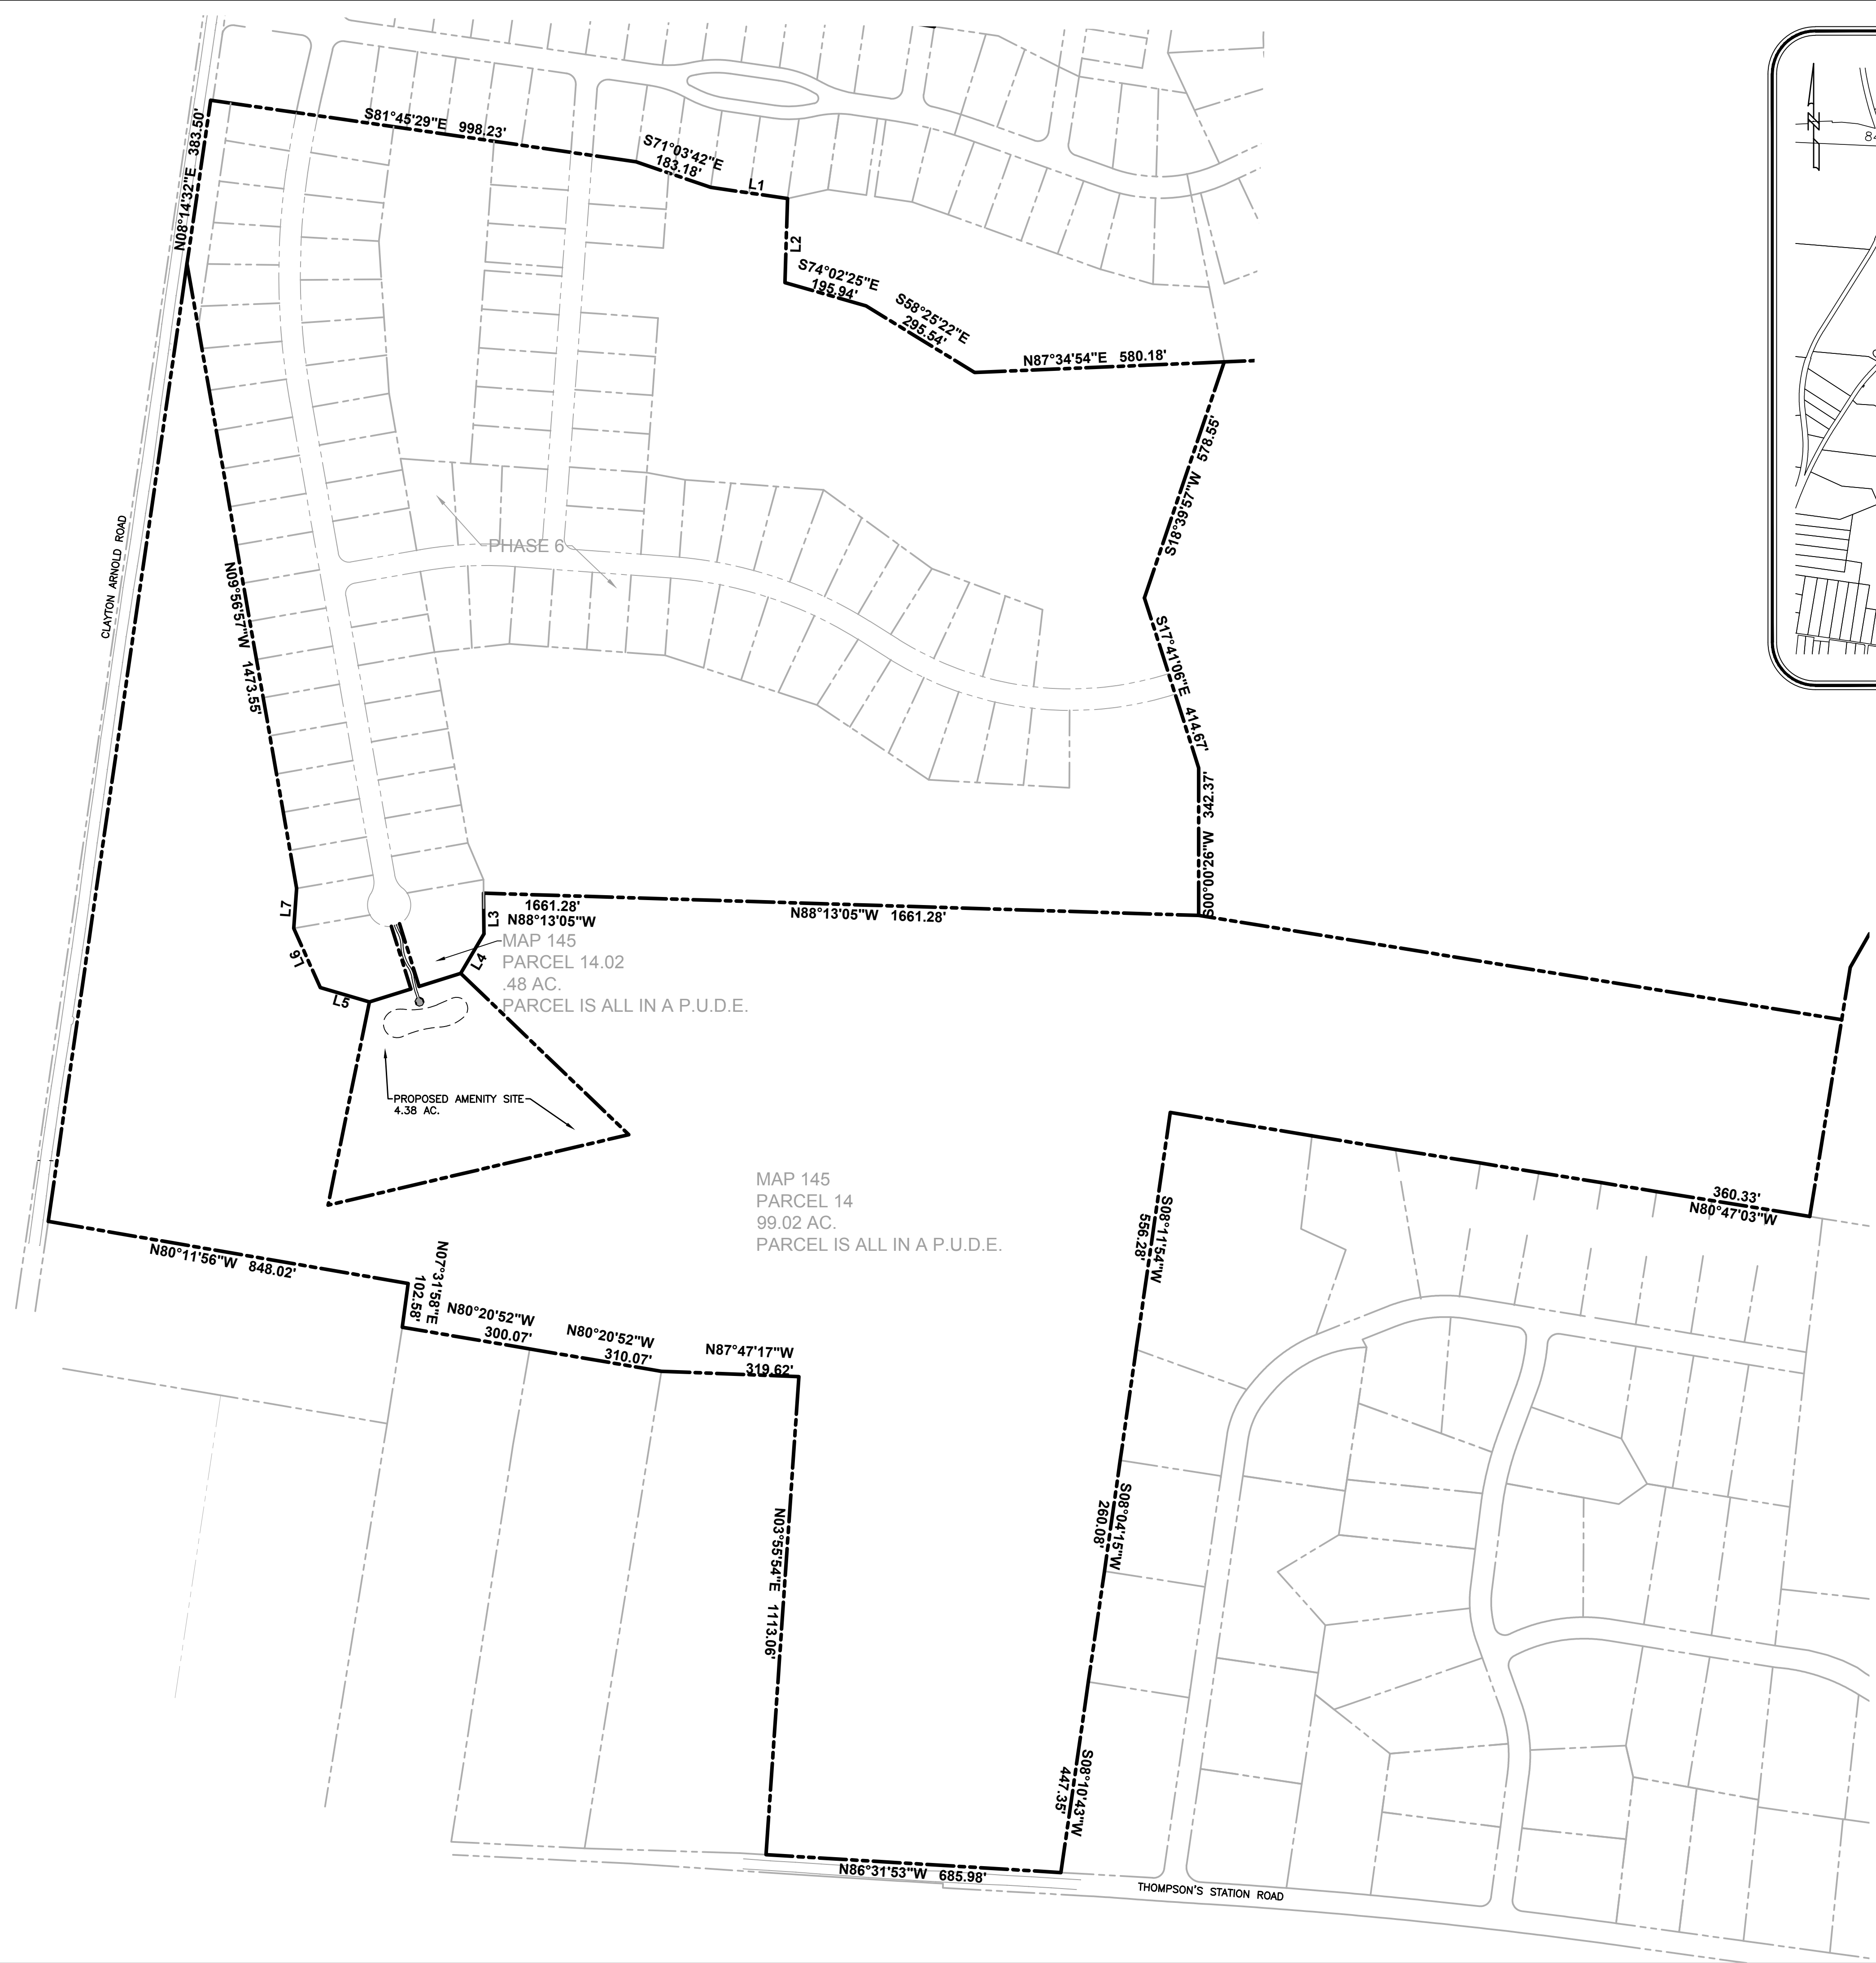 S81°45'29"E 998.23'
N08°14'32"E 383.50'
S71°03'42"E
183.18'
L1
L2
S74°02'25"E
195.94'
S58°25'22"E
295.54'
N87°34'54"E 580.18'
S18°39'57"W 578.55'
S17°41'06"E 414.67'
S00°00'26"W 342.37'
CLAYTON ARNOLD ROAD
N09°56'57"W 1473.55'
PHASE 6
L7
L6
L5
L3
L4
1661.28'
N88°13'05"W
N88°13'05"W 1661.28'
MAP 145
PARCEL 14.02
.48 AC.
PARCEL IS ALL IN A P.U.D.E.
PROPOSED AMENITY SITE
4.38 AC.
MAP 145
PARCEL 14
99.02 AC.
PARCEL IS ALL IN A P.U.D.E.
360.33'
N80°47'03"W
S08°11'54"W
556.28'
N80°11'56"W 848.02'
N07°31'58"E
102.58'
N80°20'52"W
300.07'
N80°20'52"W
310.07'
N87°47'17"W
319.62'
S08°04'15"W
260.08'
N03°55'54"E 1113.06'
S08°10'43"W
447.35'
N86°31'53"W 685.98'
THOMPSON'S STATION ROAD
N